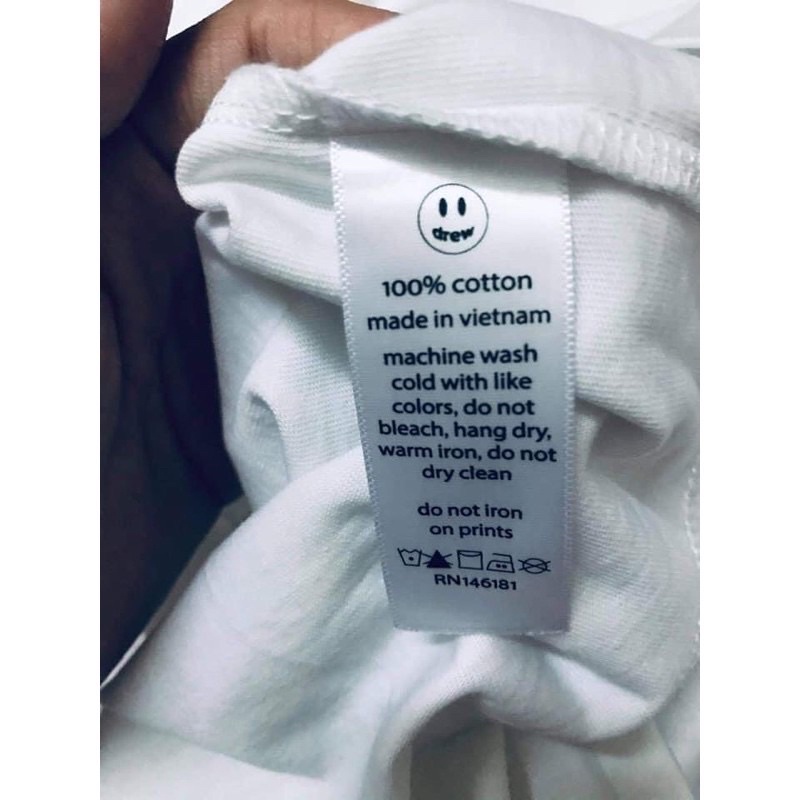 drew
100% cotton
made in vietnam
machine wash
cold with like
colors, do not
bleach, hang dry,
warm iron, do not
dry clean
do not iron
on prints
RN146181